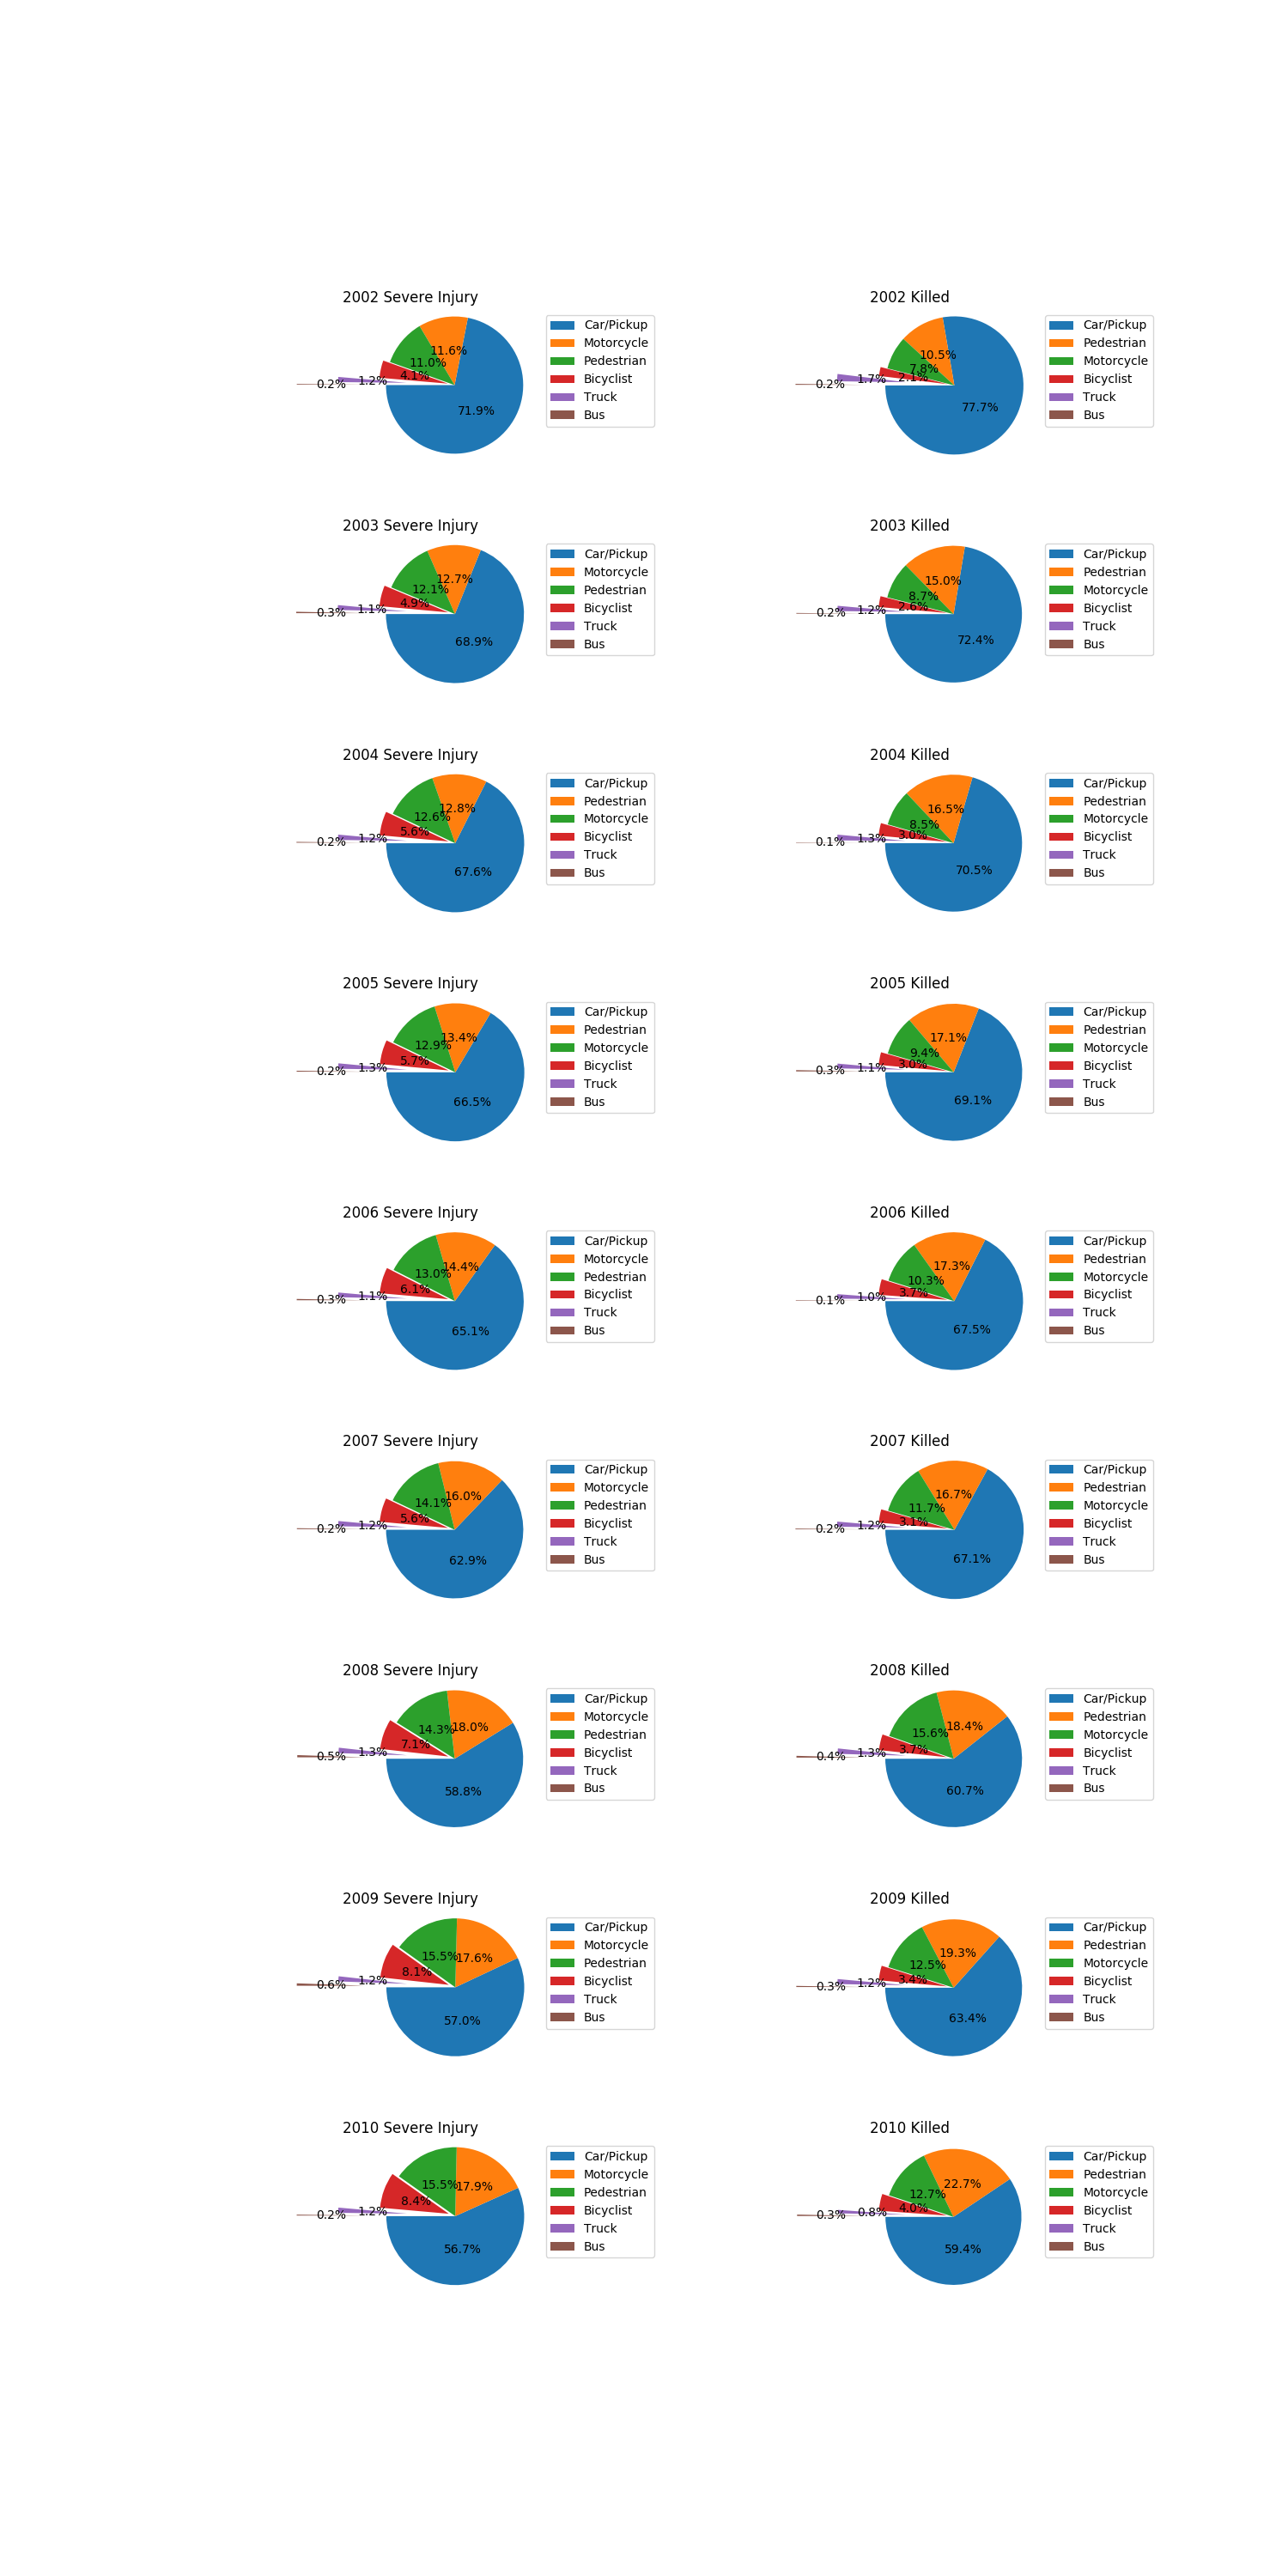 2002 Severe Injury
71.9%
11.6%
11.0%
4.1%
1.2%
0.2%
Car/Pickup
Motorcycle
Pedestrian
Bicyclist
Truck
Bus
2002 Killed
77.7%
10.5%
7.8%
2.1%
1.7%
0.2%
Car/Pickup
Pedestrian
Motorcycle
Bicyclist
Truck
Bus
2003 Severe Injury
68.9%
12.7%
12.1%
4.9%
1.1%
0.3%
Car/Pickup
Motorcycle
Pedestrian
Bicyclist
Truck
Bus
2003 Killed
72.4%
15.0%
8.7%
2.6%
1.2%
0.2%
Car/Pickup
Pedestrian
Motorcycle
Bicyclist
Truck
Bus
2004 Severe Injury
67.6%
12.8%
12.6%
5.6%
1.2%
0.2%
Car/Pickup
Pedestrian
Motorcycle
Bicyclist
Truck
Bus
2004 Killed
70.5%
16.5%
8.5%
3.0%
1.3%
0.1%
Car/Pickup
Pedestrian
Motorcycle
Bicyclist
Truck
Bus
2005 Severe Injury
66.5%
13.4%
12.9%
5.7%
1.3%
0.2%
Car/Pickup
Pedestrian
Motorcycle
Bicyclist
Truck
Bus
2005 Killed
69.1%
17.1%
9.4%
3.0%
1.1%
0.3%
Car/Pickup
Pedestrian
Motorcycle
Bicyclist
Truck
Bus
2006 Severe Injury
65.1%
14.4%
13.0%
6.1%
1.1%
0.3%
Car/Pickup
Motorcycle
Pedestrian
Bicyclist
Truck
Bus
2006 Killed
67.5%
17.3%
10.3%
3.7%
1.0%
0.1%
Car/Pickup
Pedestrian
Motorcycle
Bicyclist
Truck
Bus
2007 Severe Injury
62.9%
16.0%
14.1%
5.6%
1.2%
0.2%
Car/Pickup
Motorcycle
Pedestrian
Bicyclist
Truck
Bus
2007 Killed
67.1%
16.7%
11.7%
3.1%
1.2%
0.2%
Car/Pickup
Pedestrian
Motorcycle
Bicyclist
Truck
Bus
2008 Severe Injury
58.8%
18.0%
14.3%
7.1%
1.3%
0.5%
Car/Pickup
Motorcycle
Pedestrian
Bicyclist
Truck
Bus
2008 Killed
60.7%
18.4%
15.6%
3.7%
1.3%
0.4%
Car/Pickup
Pedestrian
Motorcycle
Bicyclist
Truck
Bus
2009 Severe Injury
57.0%
17.6%
15.5%
8.1%
1.2%
0.6%
Car/Pickup
Motorcycle
Pedestrian
Bicyclist
Truck
Bus
2009 Killed
63.4%
19.3%
12.5%
3.4%
1.2%
0.3%
Car/Pickup
Pedestrian
Motorcycle
Bicyclist
Truck
Bus
2010 Severe Injury
56.7%
17.9%
15.5%
8.4%
1.2%
0.2%
Car/Pickup
Motorcycle
Pedestrian
Bicyclist
Truck
Bus
2010 Killed
59.4%
22.7%
12.7%
4.0%
0.8%
0.3%
Car/Pickup
Pedestrian
Motorcycle
Bicyclist
Truck
Bus